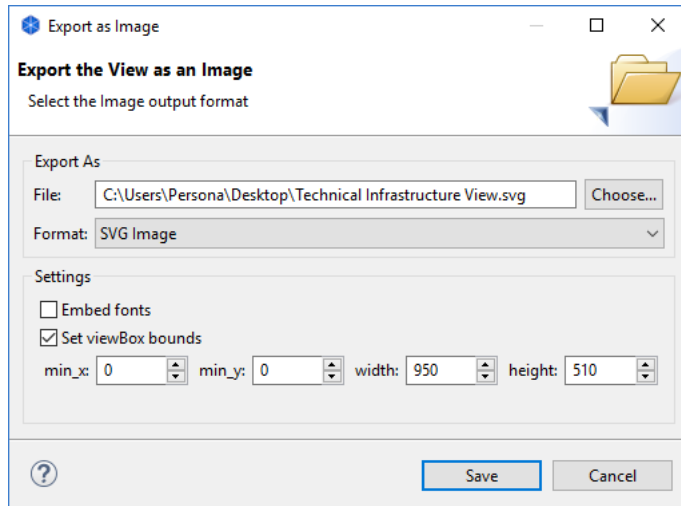 Export as Image
Export the View as an Image
Select the Image output format
Export As
File: C:\Users\Persona\Desktop\Technical Infrastructure View.svg Choose...
Format: SVG Image
Settings
Embed fonts
Set viewBox bounds
min_x: 0 min_y: 0 width: 950 height: 510
? Save Cancel